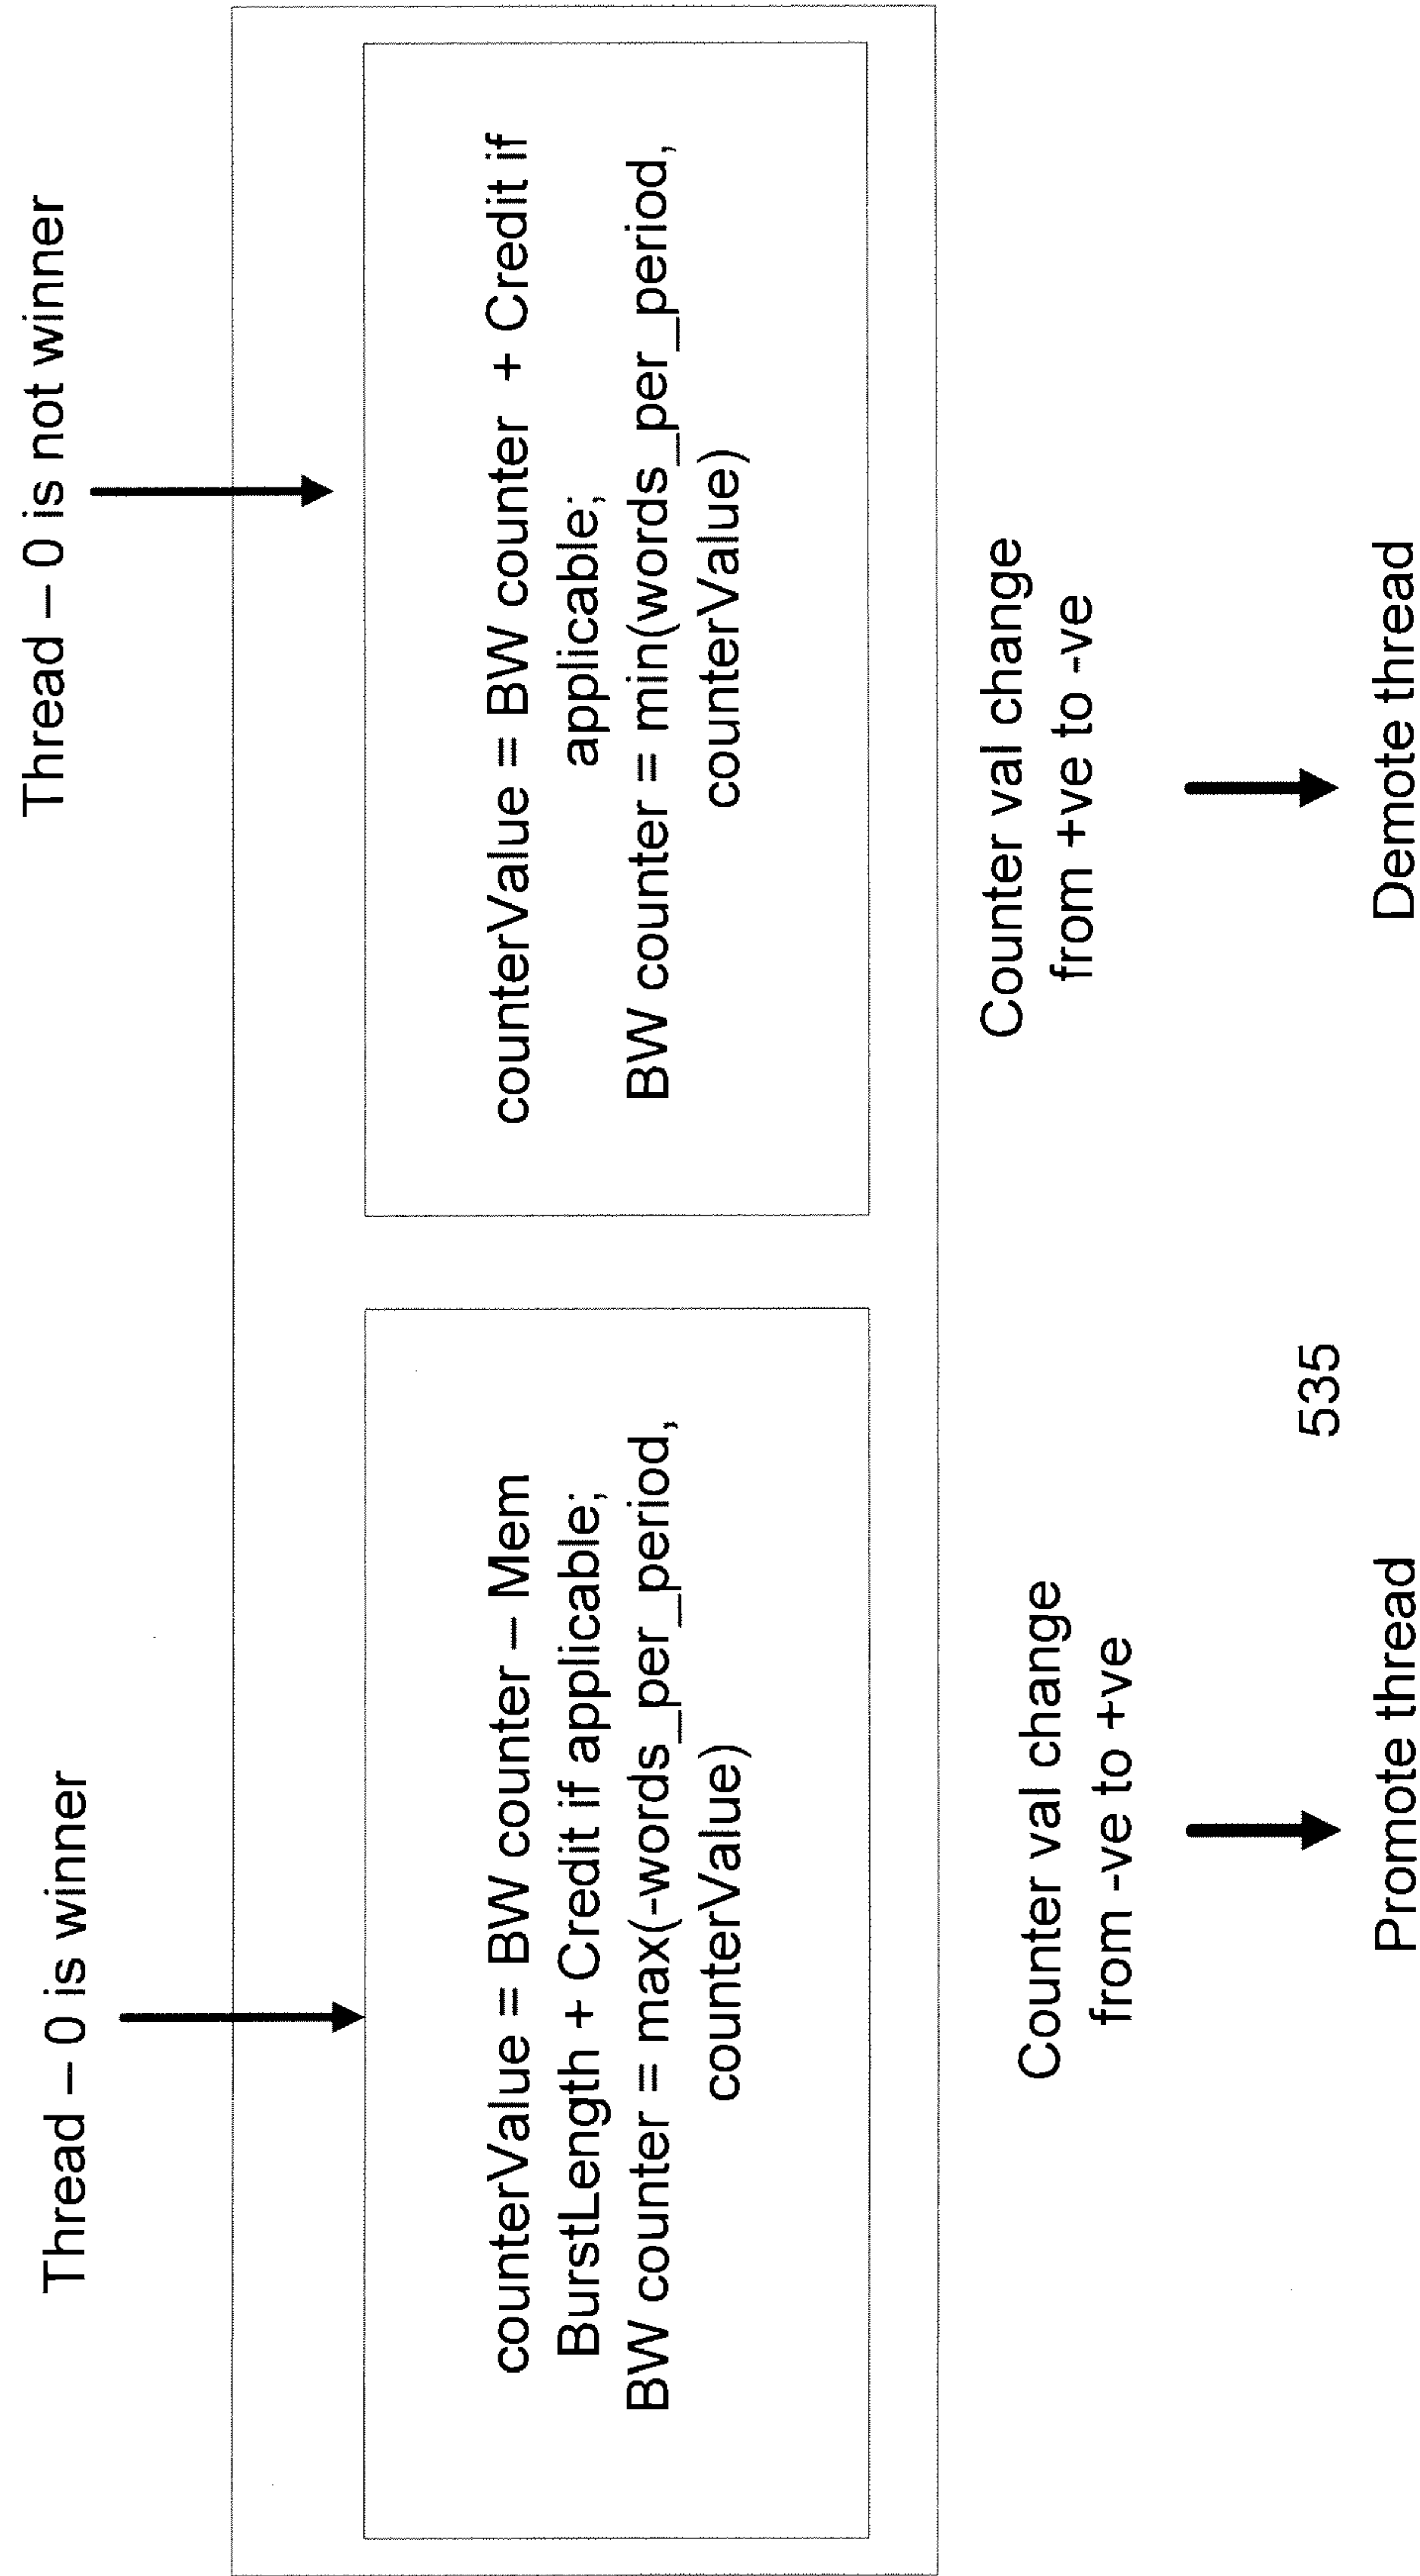 Thread – 0 is winner
counterValue = BW counter – Mem
BurstLength + Credit if applicable;
BW counter = max(-words_per_period,
counterValue)
Counter val change
from -ve to +ve
Promote thread
535
Thread – 0 is not winner
counterValue = BW counter + Credit if
applicable;
BW counter = min(words_per_period,
counterValue)
Counter val change
from +ve to -ve
Demote thread